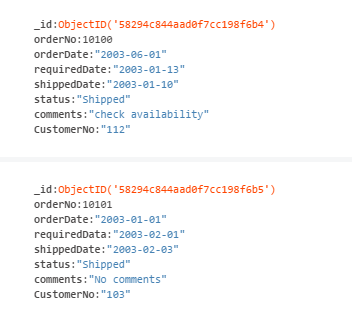 _id:ObjectID('58294c844aad0f7cc198f6b4')
orderNo:10100
orderDate:"2003-06-01"
requiredDate:"2003-01-13"
shippedDate:"2003-01-10"
status:"Shipped"
comments:"check availability"
CustomerNo:"112"
_id:ObjectID('58294c844aad0f7cc198f6b5')
orderNo:10101
orderDate:"2003-01-01"
requiredData:"2003-02-01"
shippedDate:"2003-02-03"
status:"Shipped"
comments:"No comments"
CustomerNo:"103"